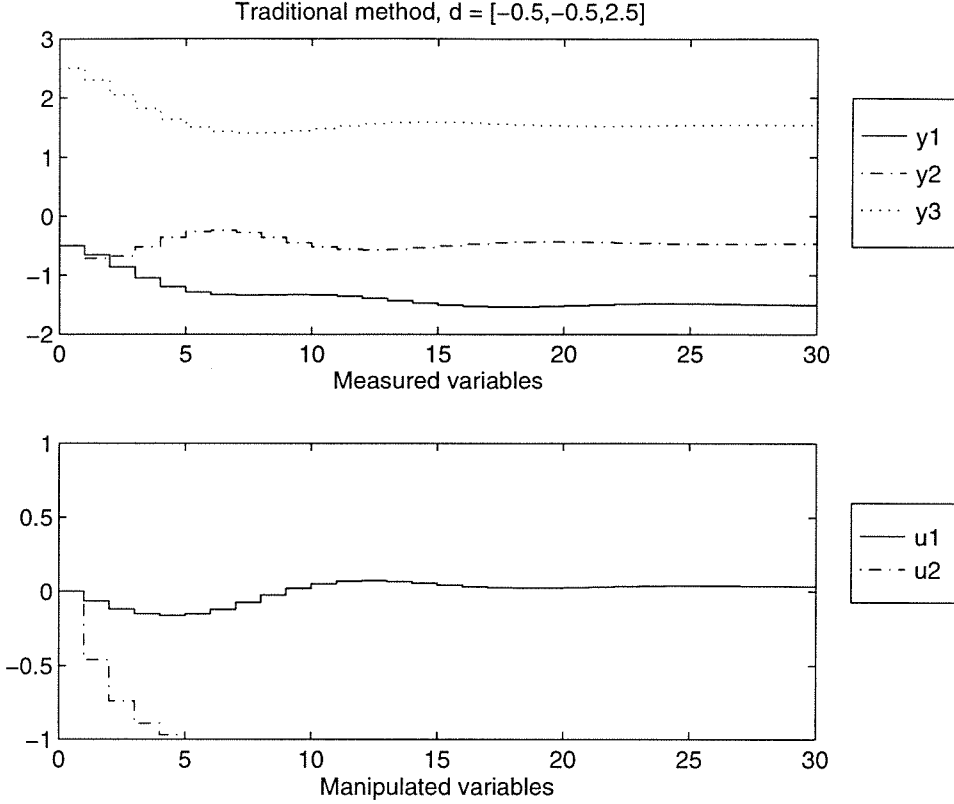 Traditional method, d = [−0.5,−0.5,2.5]
3
2
1
0
−1
−2
0 5 10 15 20 25 30
Measured variables
y1
y2
y3
1
0.5
0
−0.5
−1
0 5 10 15 20 25 30
Manipulated variables
u1
u2